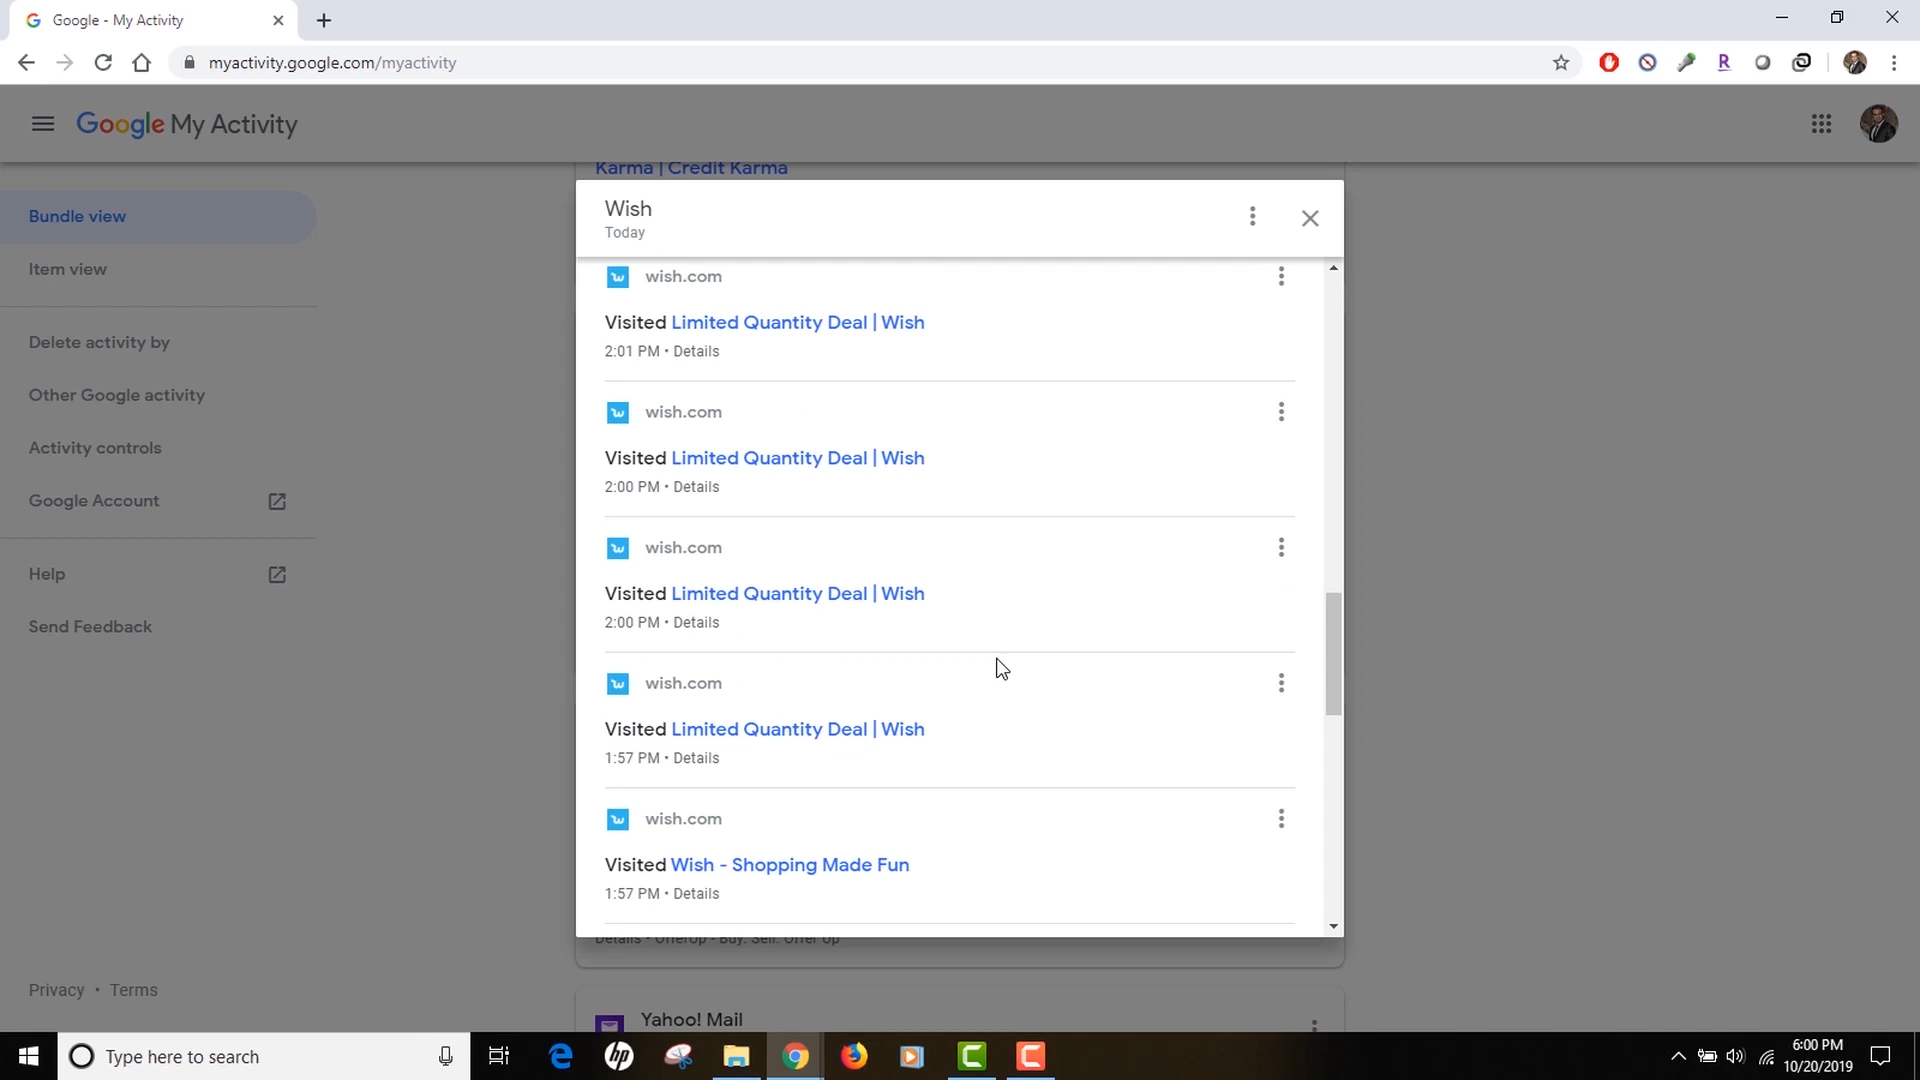 Google - My Activity
myactivity.google.com/myactivity
R
Google My Activity
Karma | Credit Karma
Bundle view
Item view
Delete activity by
Other Google activity
Activity controls
Google Account
Help
Send Feedback
Privacy • Terms
Wish
Today
wish.com
Visited Limited Quantity Deal | Wish
2:01 PM • Details
wish.com
Visited Limited Quantity Deal | Wish
2:00 PM • Details
wish.com
Visited Limited Quantity Deal | Wish
2:00 PM • Details
wish.com
Visited Limited Quantity Deal | Wish
1:57 PM • Details
wish.com
Visited Wish - Shopping Made Fun
1:57 PM • Details
Details • OfferUp - Buy. Sell. Offer Up
Yahoo! Mail
Type here to search
hp
6:00 PM
10/20/2019